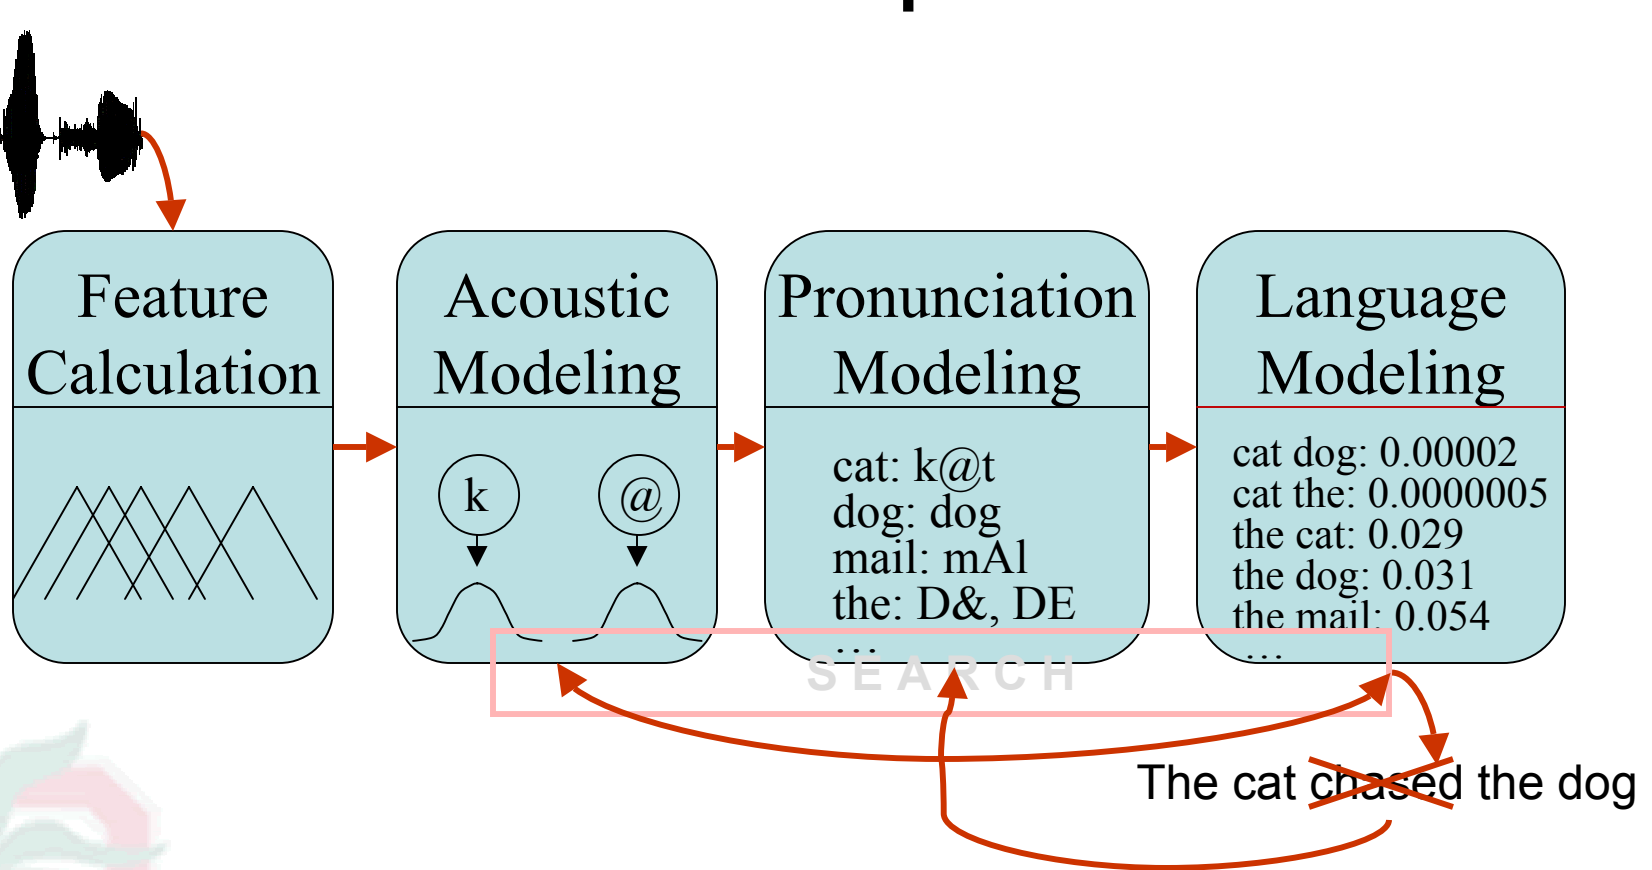 Feature
Calculation
Acoustic
Modeling
k
@
Pronunciation
Modeling
cat: k@t
dog: dog
mail: mAl
the: D&, DE
…
Language
Modeling
cat dog: 0.00002
cat the: 0.0000005
the cat: 0.029
the dog: 0.031
the mail: 0.054
…
SEARCH
The cat chased the dog